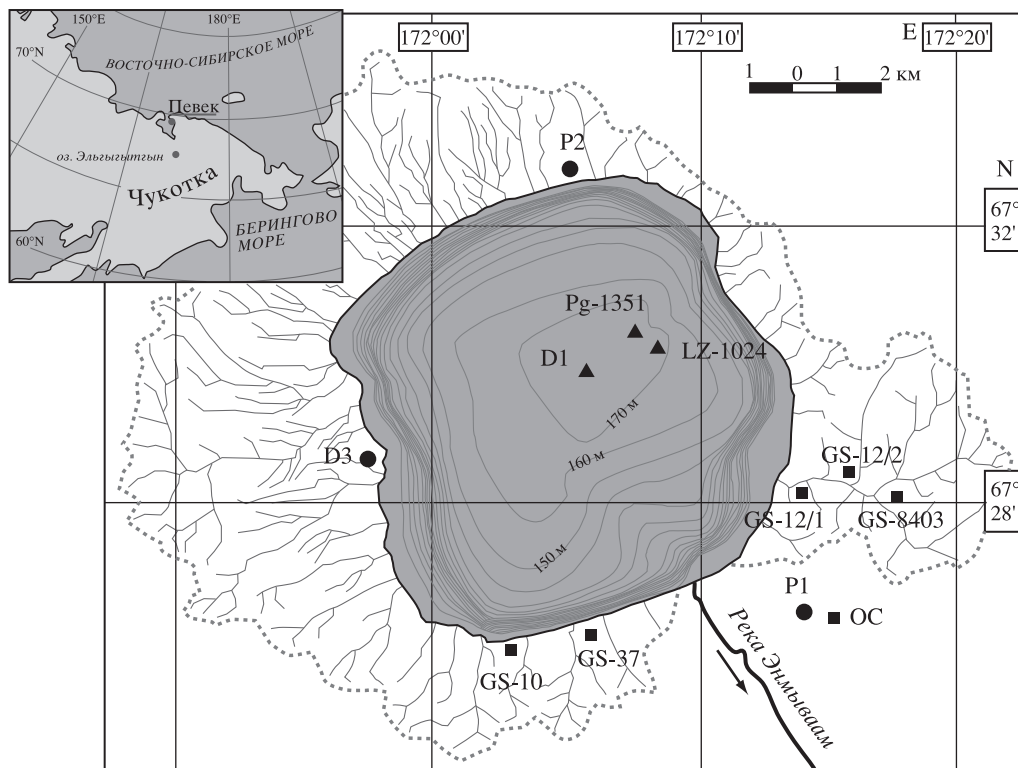 150°E
180°E
70°N
ВОСТОЧНО-СИБИРСКОЕ МОРЕ
Певек
оз. Эльгыгытгын
Чукотка
БЕРИНГОВО
МОРЕ
60°N
172°00'
172°10'
E
172°20'
1 0 1 2 км
N
67°
32'
P2
Pg-1351
LZ-1024
D1
170 м
160 м
150 м
D3
GS-12/2
GS-12/1
GS-8403
67°
28'
P1
OC
GS-37
GS-10
Река Энмываам